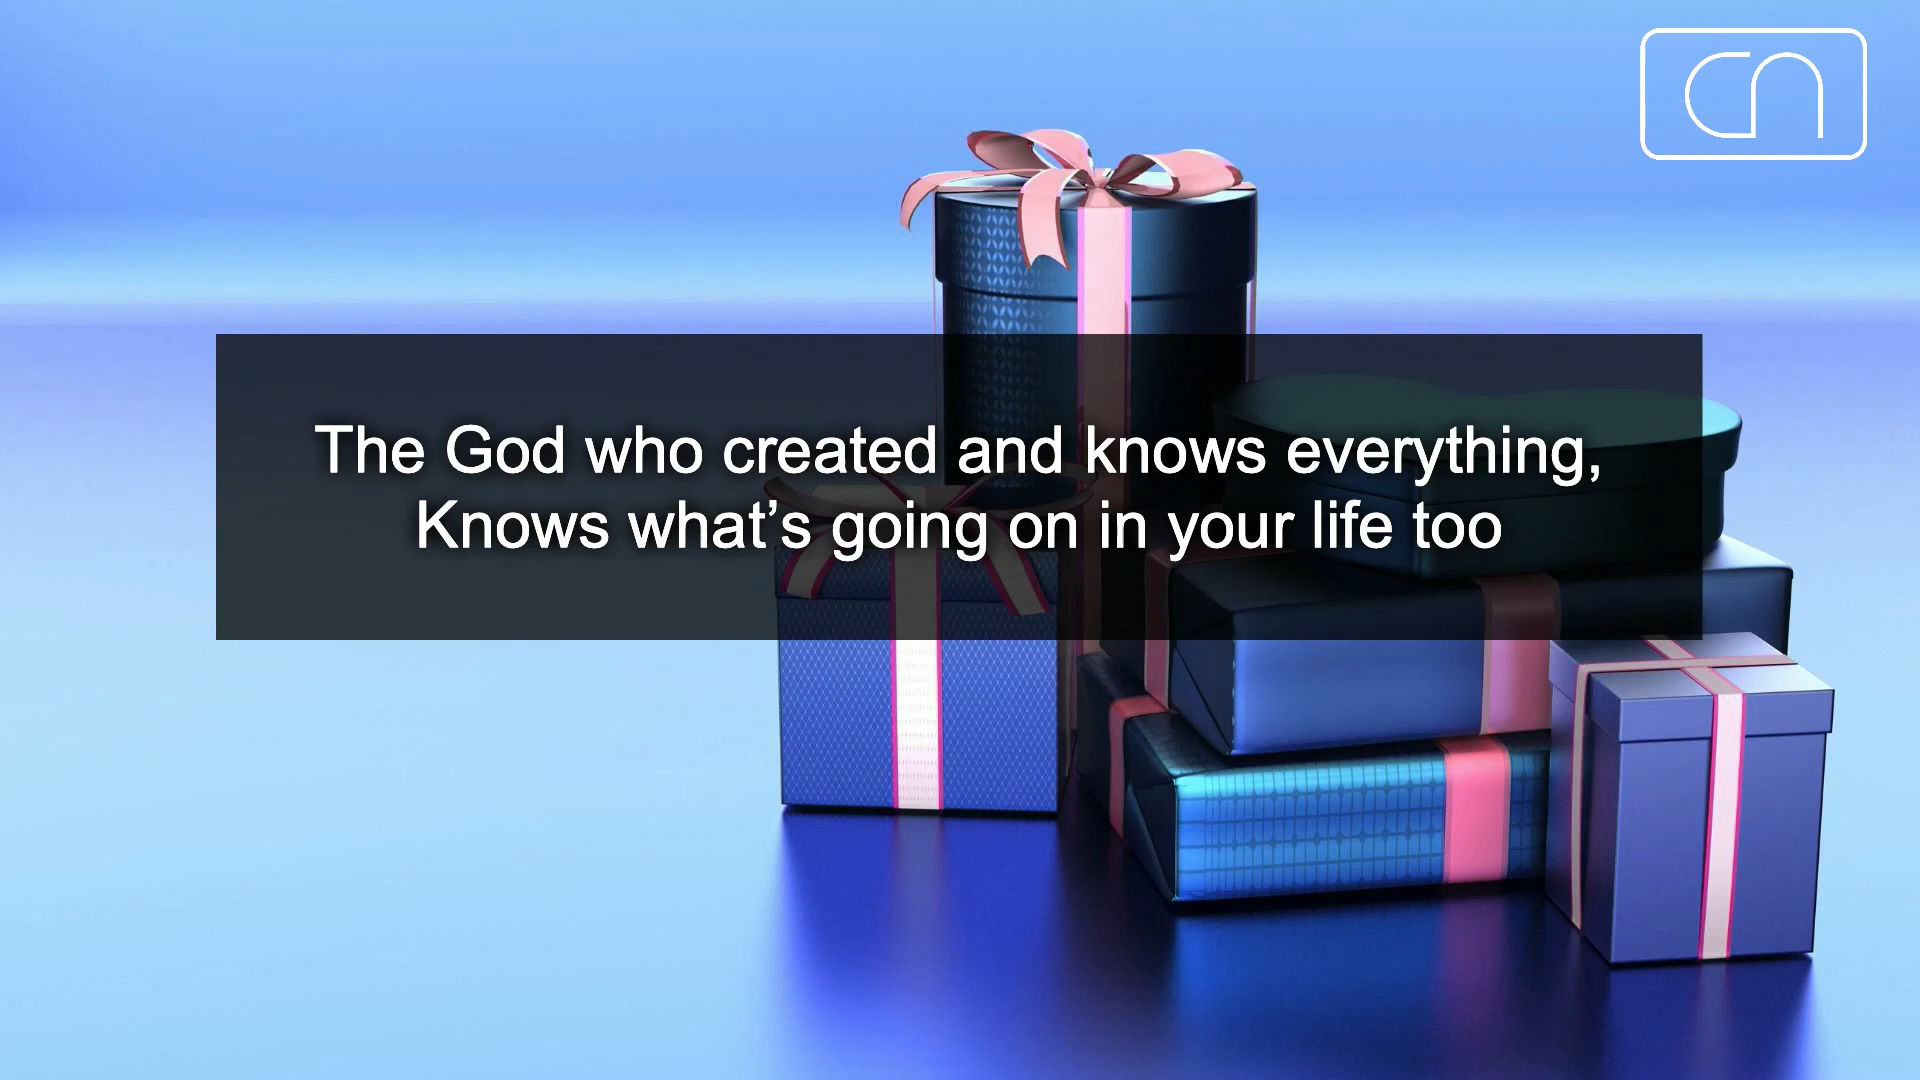 The God who created and knows everything,
Knows what’s going on in your life too